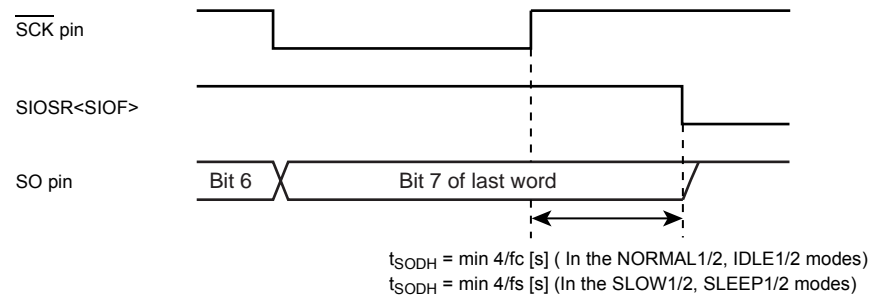 SCK pin
SIOSR<SIOF>
SO pin Bit 6 Bit 7 of last word
tSODH = min 4/fc [s] ( In the NORMAL1/2, IDLE1/2 modes)
tSODH = min 4/fs [s] (In the SLOW1/2, SLEEP1/2 modes)